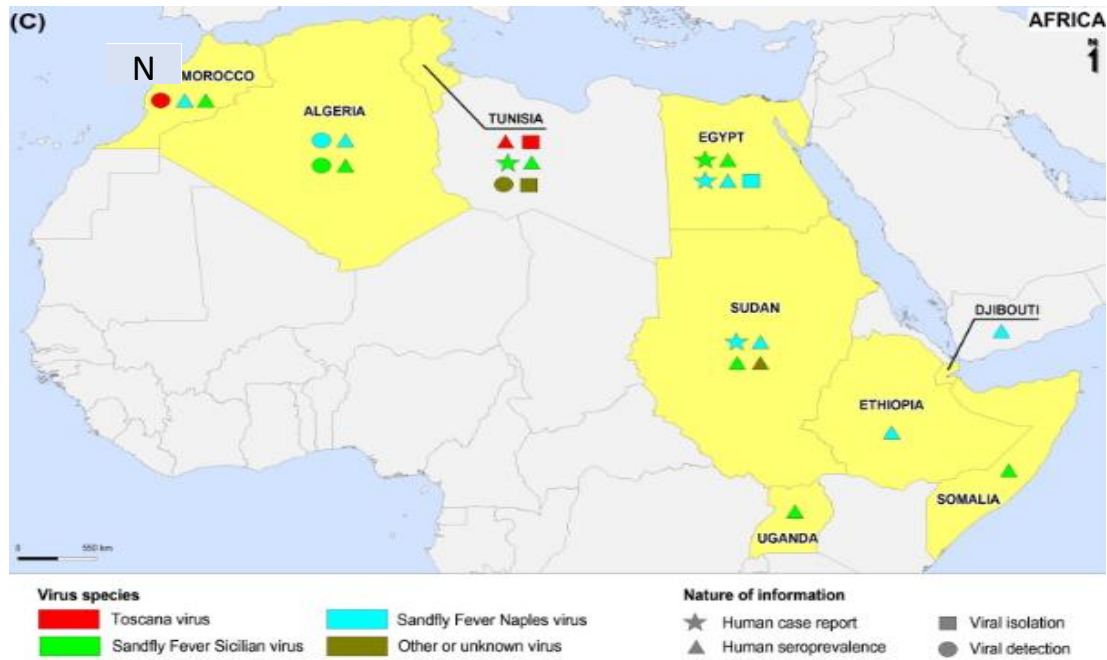 (C)
AFRICA
N
N
1
MOROCCO
ALGERIA
TUNISIA
EGYPT
SUDAN
DJIBOUTI
ETHIOPIA
SOMALIA
UGANDA
0 550 km
Virus species
Toscana virus
Sandfly Fever Sicilian virus
Sandfly Fever Naples virus
Other or unknown virus
Nature of information
Human case report
Human seroprevalence
Viral isolation
Viral detection